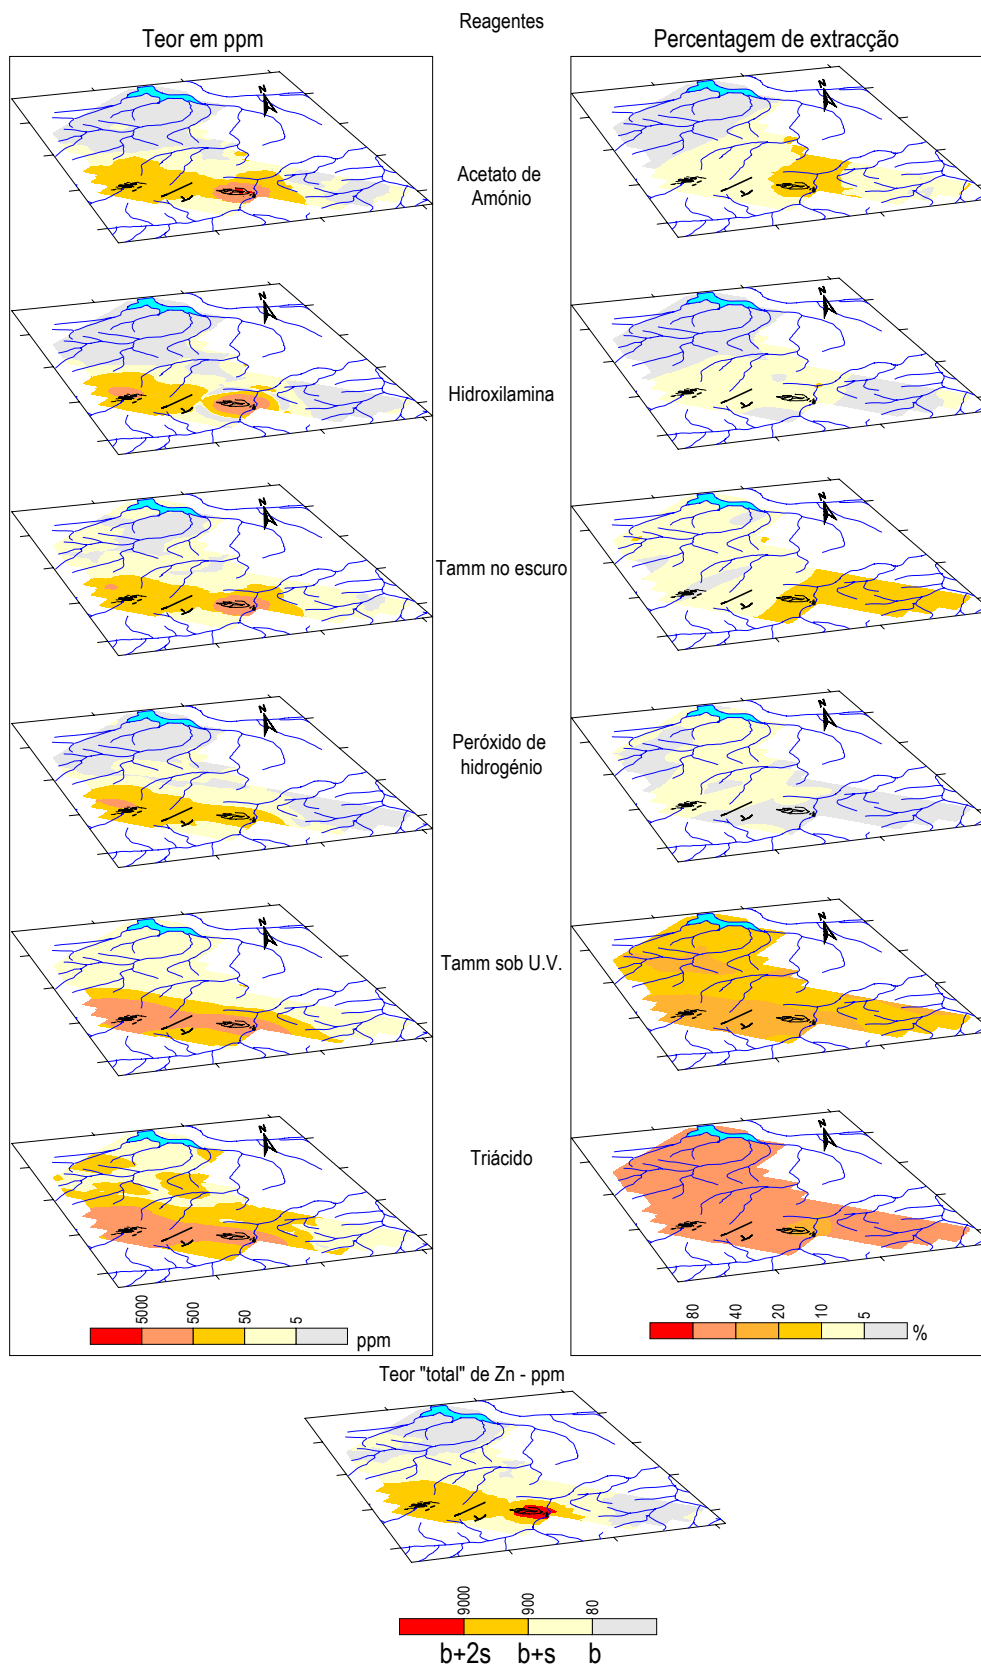 Reagentes
Teor em ppm
Percentagem de extracção
N
N
Acetato de
Amónio
N
N
Hidroxilamina
N
N
Tamm no escuro
N
N
Peróxido de
hidrogénio
N
N
Tamm sob U.V.
N
N
Triácido
5000 500 50 5 ppm
80 40 20 10 5 %
Teor "total" de Zn - ppm
9000 900 80
b+2s b+s b